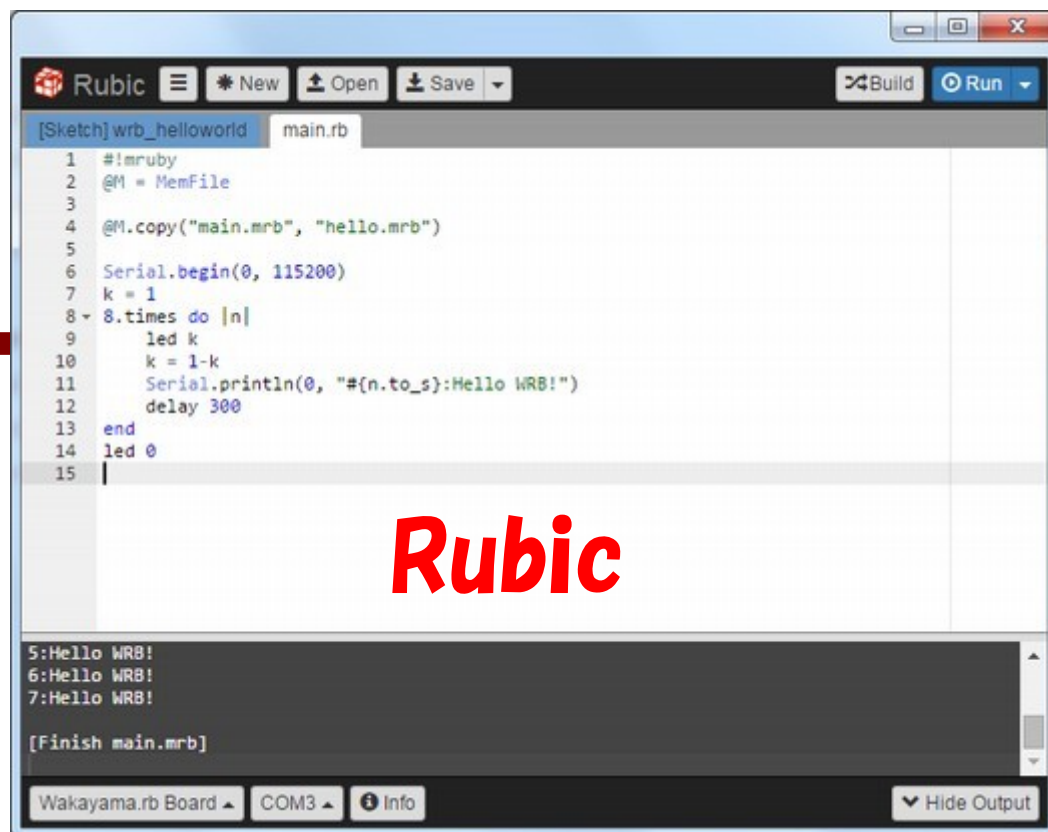 Rubic New Open Save Build Run
[Sketch] wrb_helloworld main.rb
1 #!mruby
2 @M = MemFile
3
4 @M.copy("main.mrb", "hello.mrb")
5
6 Serial.begin(0, 115200)
7 k = 1
8 8.times do |n|
9 led k
10 k = 1-k
11 Serial.println(0, "#{n.to_s}:Hello WRB!")
12 delay 300
13 end
14 led 0
15
Rubic
5:Hello WRB!
6:Hello WRB!
7:Hello WRB!
[Finish main.mrb]
Wakayama.rb Board COM3 Info Hide Output